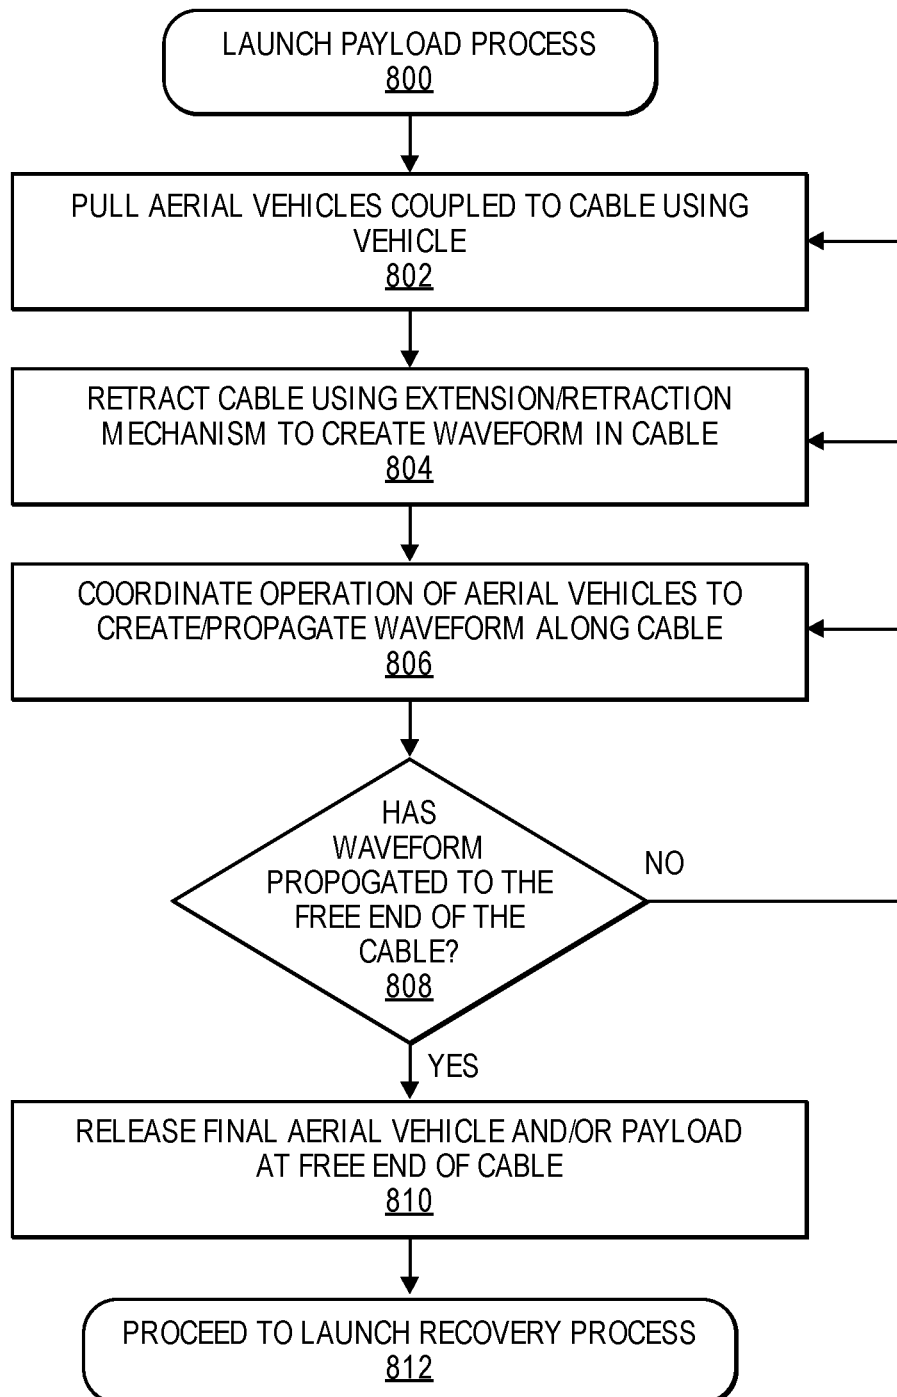 LAUNCH PAYLOAD PROCESS
800
PULL AERIAL VEHICLES COUPLED TO CABLE USING
VEHICLE
802
RETRACT CABLE USING EXTENSION/RETRACTION
MECHANISM TO CREATE WAVEFORM IN CABLE
804
COORDINATE OPERATION OF AERIAL VEHICLES TO
CREATE/PROPAGATE WAVEFORM ALONG CABLE
806
HAS
WAVEFORM
PROPOGATED TO THE
FREE END OF THE
CABLE?
808
NO
YES
RELEASE FINAL AERIAL VEHICLE AND/OR PAYLOAD
AT FREE END OF CABLE
810
PROCEED TO LAUNCH RECOVERY PROCESS
812